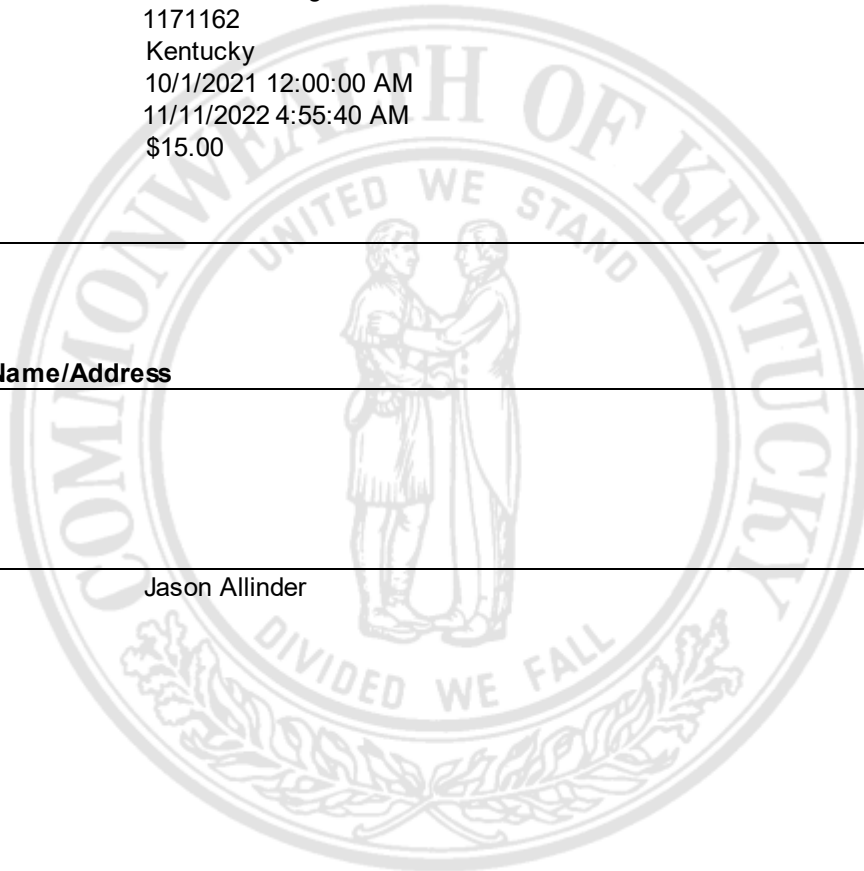 1171162
Kentucky
10/1/2021 12:00:00 AM
11/11/2022 4:55:40 AM
$15.00
COMMONWEALTH OF KENTUCKY
UNITED WE STAND
Name/Address
Jason Allinder
DIVIDED WE FALL